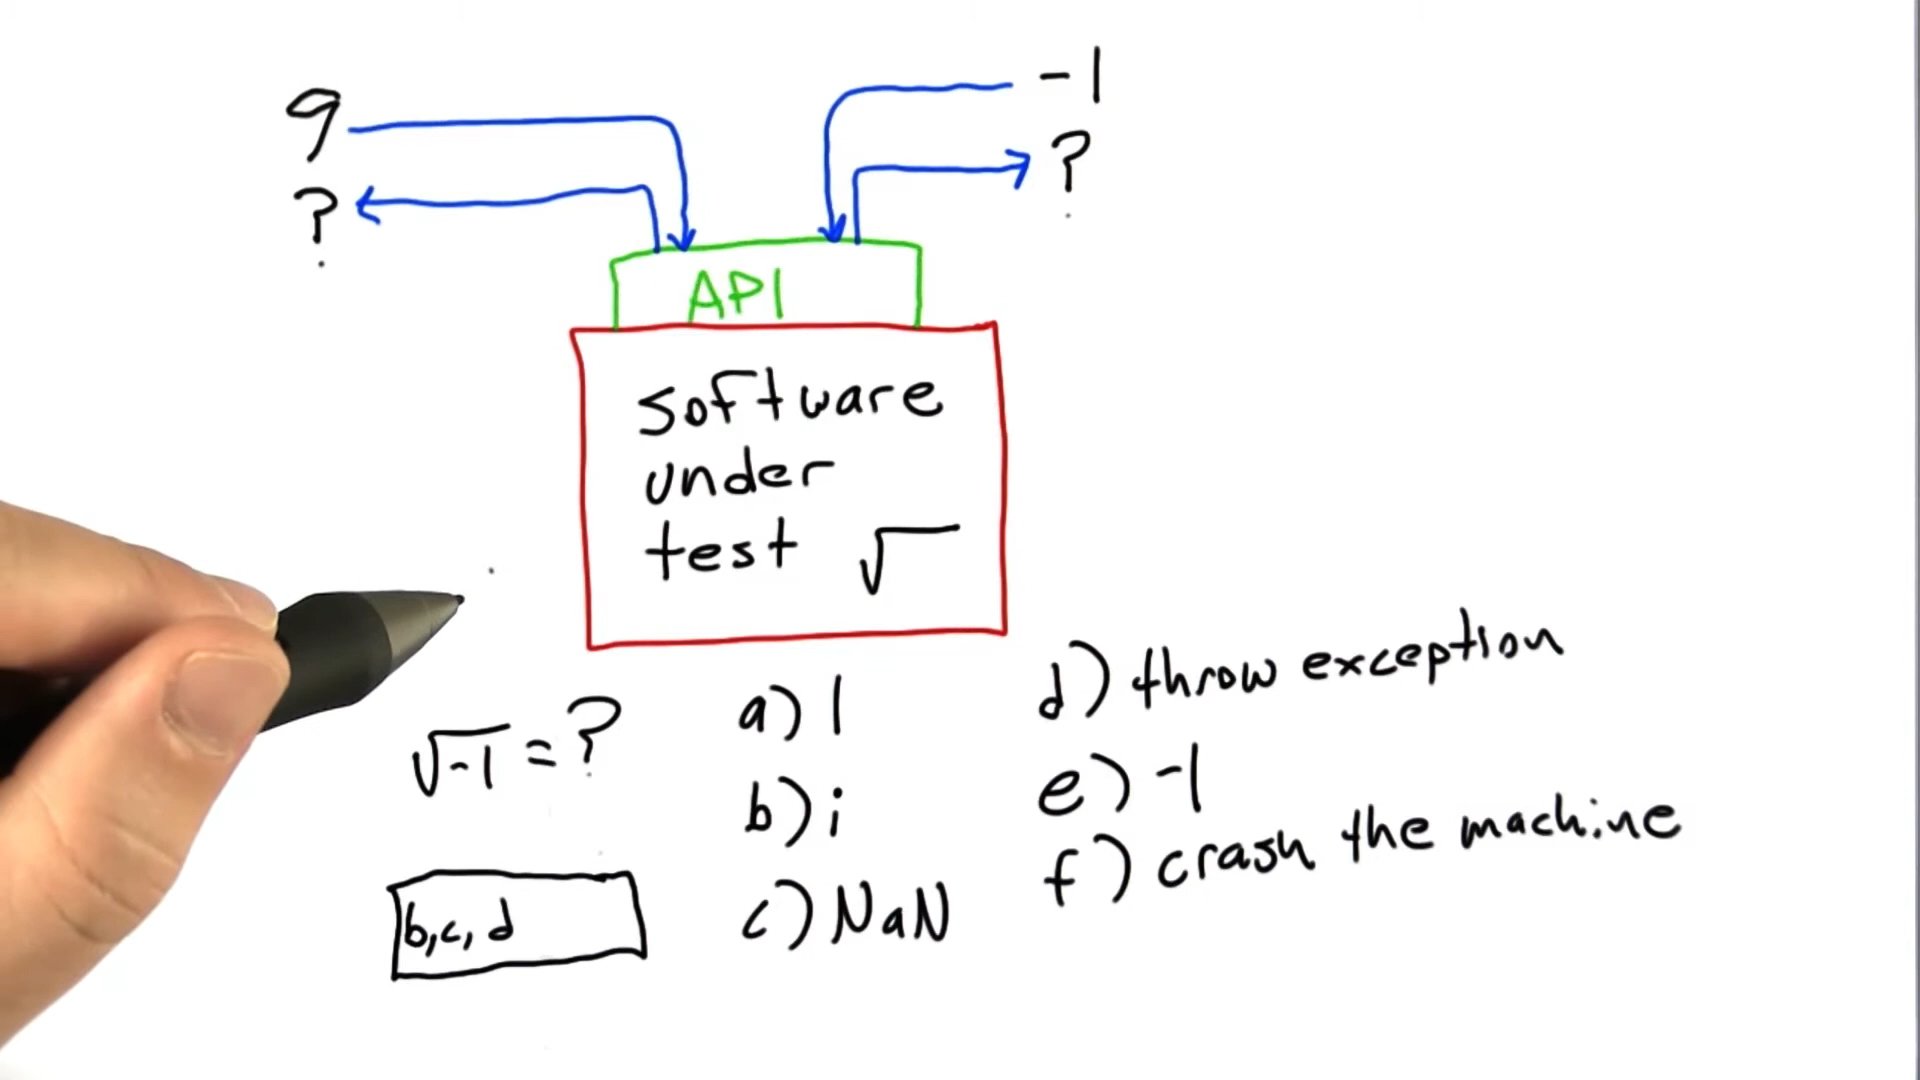 9
?
-1
?
API
software
under
test √
√-1 = ?
b,c, d
a) 1
b) i
c) NaN
d) throw exception
e) -1
f) crash the machine